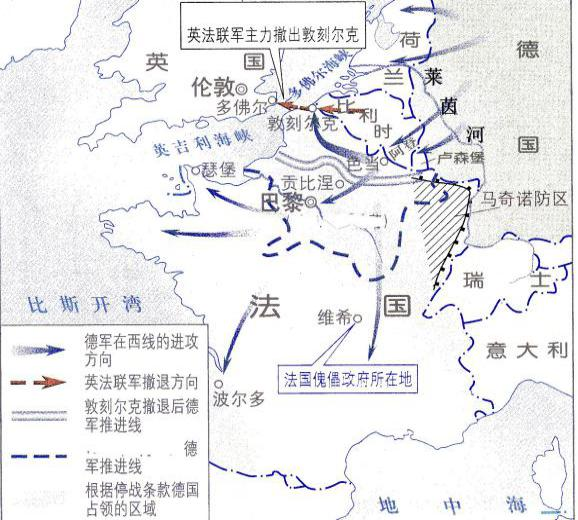 英法联军主力撤出敦刻尔克
荷
兰
德
国
英 国
伦敦
多佛尔海峡
多佛尔
敦刻尔克
比
利
时
莱
茵
河
阿登
色当
卢森堡
英吉利海峡
瑟堡
贡比涅
巴黎
马奇诺防区
比斯开湾
法 国
维希
瑞 士
意大利
法国傀儡政府所在地
波尔多
地中海
德军在西线的进攻
方向
英法联军撤退方向
敦刻尔克撤退后德
军推进线
德
军推进线
根据停战条款德国
占领的区域